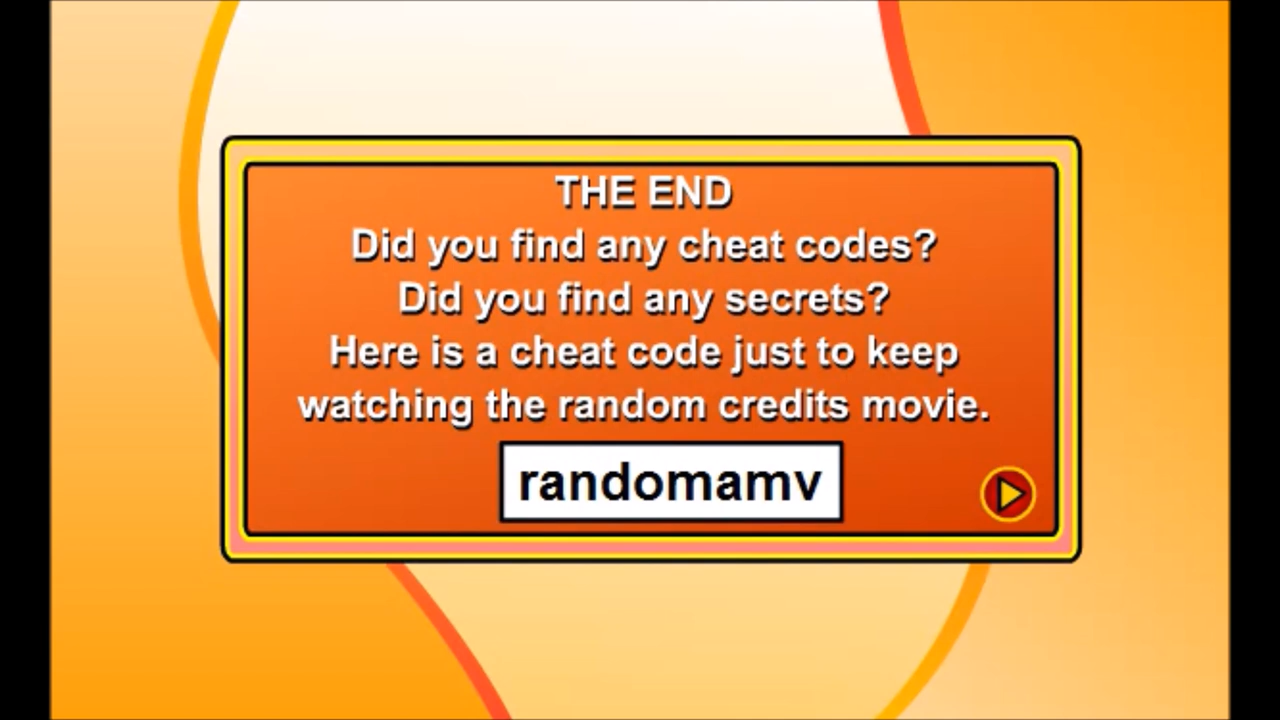 THE END
Did you find any cheat codes?
Did you find any secrets?
Here is a cheat code just to keep
watching the random credits movie.
randomamv